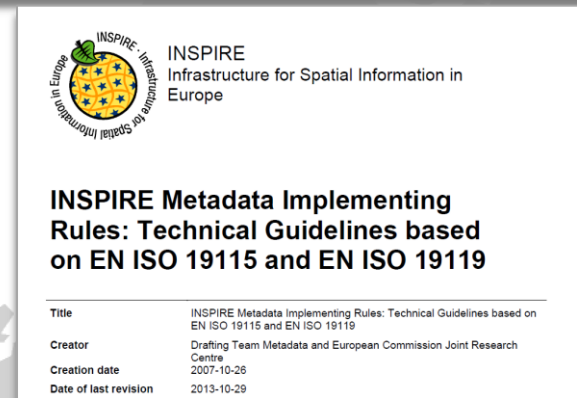 INSPIRE · Infrastructure for Spatial Information in Europe
INSPIRE
Infrastructure for Spatial Information in
Europe
INSPIRE Metadata Implementing
Rules: Technical Guidelines based
on EN ISO 19115 and EN ISO 19119
Title INSPIRE Metadata Implementing Rules: Technical Guidelines based on
EN ISO 19115 and EN ISO 19119
Creator Drafting Team Metadata and European Commission Joint Research
Centre
Creation date 2007-10-26
Date of last revision 2013-10-29